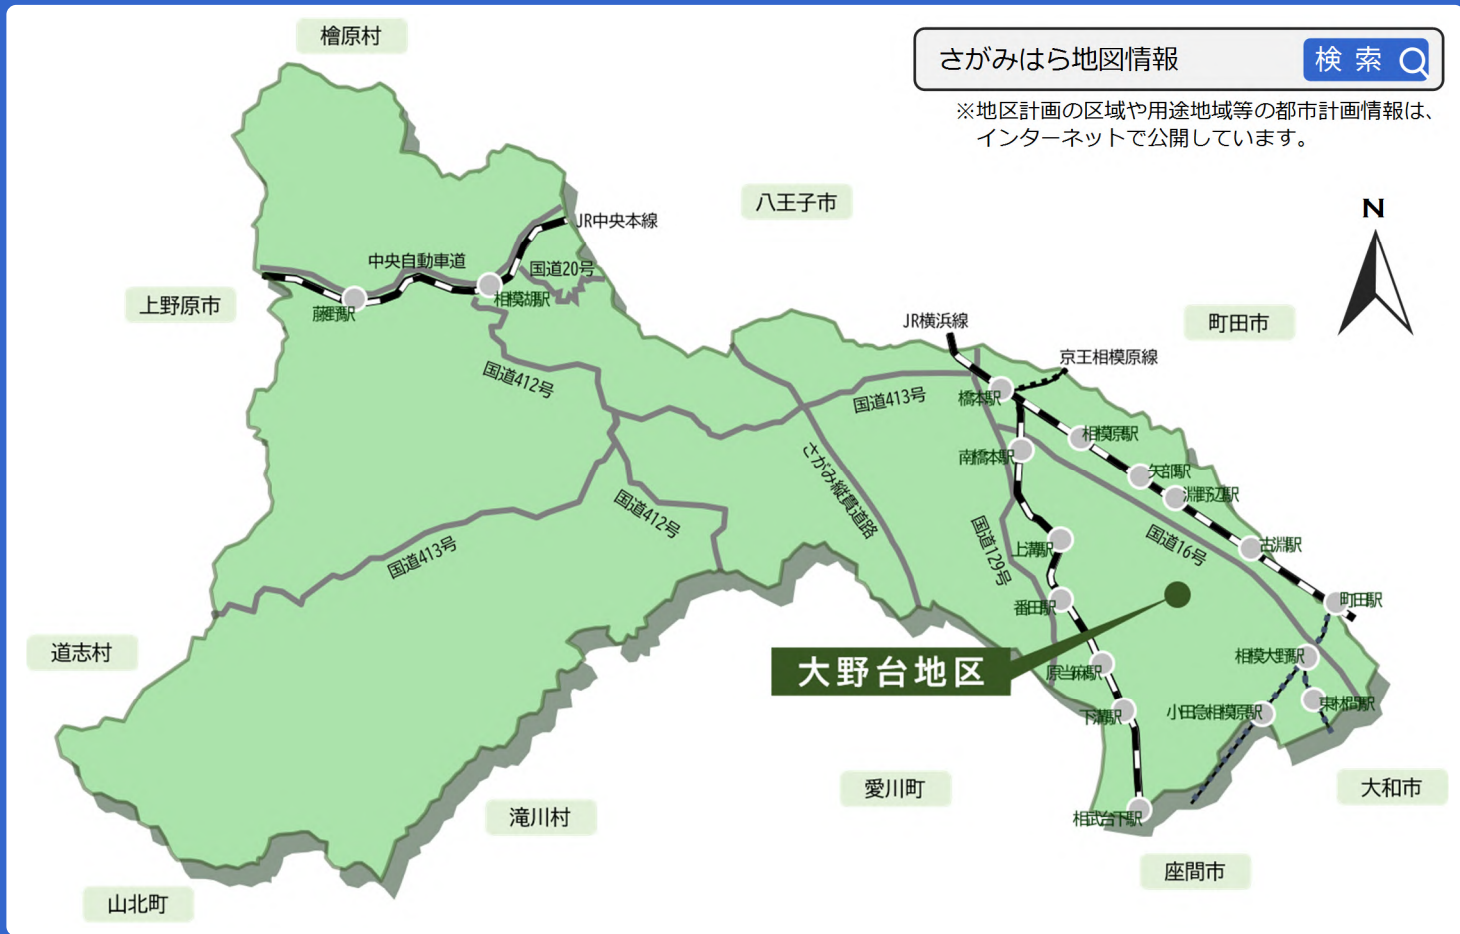 檜原村
さがみはら地図情報
検 索
※地区計画の区域や用途地域等の都市計画情報は、
インターネットで公開しています。
八王子市
N
JR中央本線
中央自動車道
国道20号
相模湖駅
上野原市
藤野駅
JR横浜線
町田市
京王相模原線
国道412号
国道413号
橋本駅
相模原駅
さがみ縦貫道路
南橋本駅
矢部駅
淵野辺駅
国道412号
国道413号
国道129号
上溝駅
国道16号
古淵駅
番田駅
町田駅
道志村
大野台地区
原当麻駅
相模大野駅
下溝駅
小田急相模原駅
東林間駅
愛川町
大和市
滝川村
相武台下駅
座間市
山北町